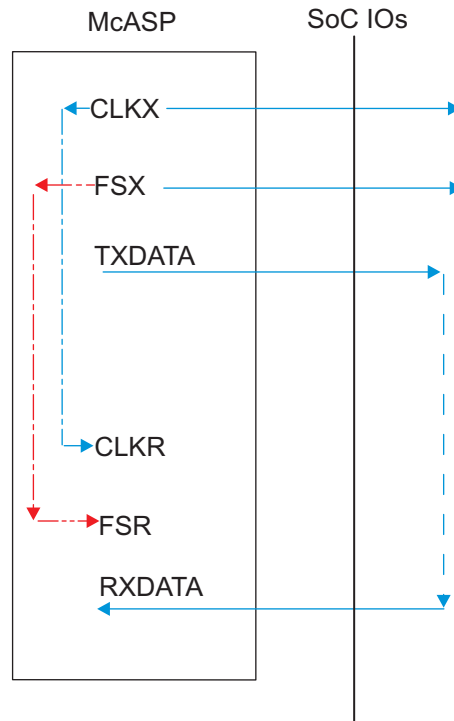 McASP
SoC IOs
CLKX
FSX
TXDATA
CLKR
FSR
RXDATA